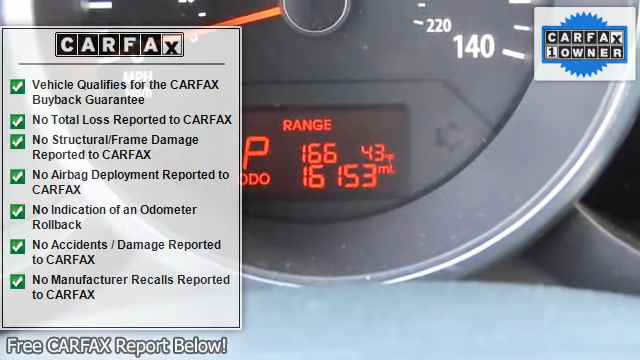 CARFAX
Vehicle Qualifies for the CARFAX
Buyback Guarantee
No Total Loss Reported to CARFAX
No Structural/Frame Damage
Reported to CARFAX
No Airbag Deployment Reported to
CARFAX
No Indication of an Odometer
Rollback
No Accidents / Damage Reported
to CARFAX
No Manufacturer Recalls Reported
to CARFAX
Free CARFAX Report Below!
MPH
220
140
RANGE
P 166 43°F
ODO 16153 mi.
CARFAX
1 OWNER